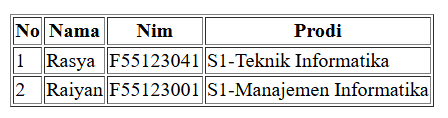 No Nama Nim Prodi
1 Rasya F55123041 S1-Teknik Informatika
2 Raiyan F55123001 S1-Manajemen Informatika